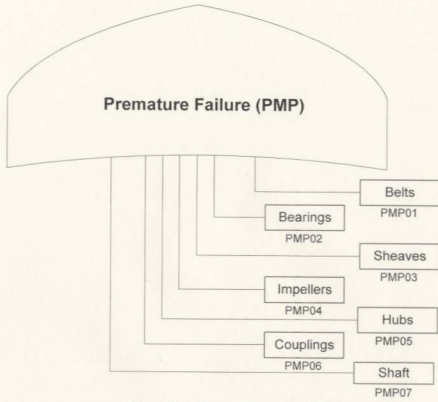 Premature Failure (PMP)
Belts
PMP01
Bearings
PMP02
Sheaves
PMP03
Impellers
PMP04
Hubs
PMP05
Couplings
PMP06
Shaft
PMP07